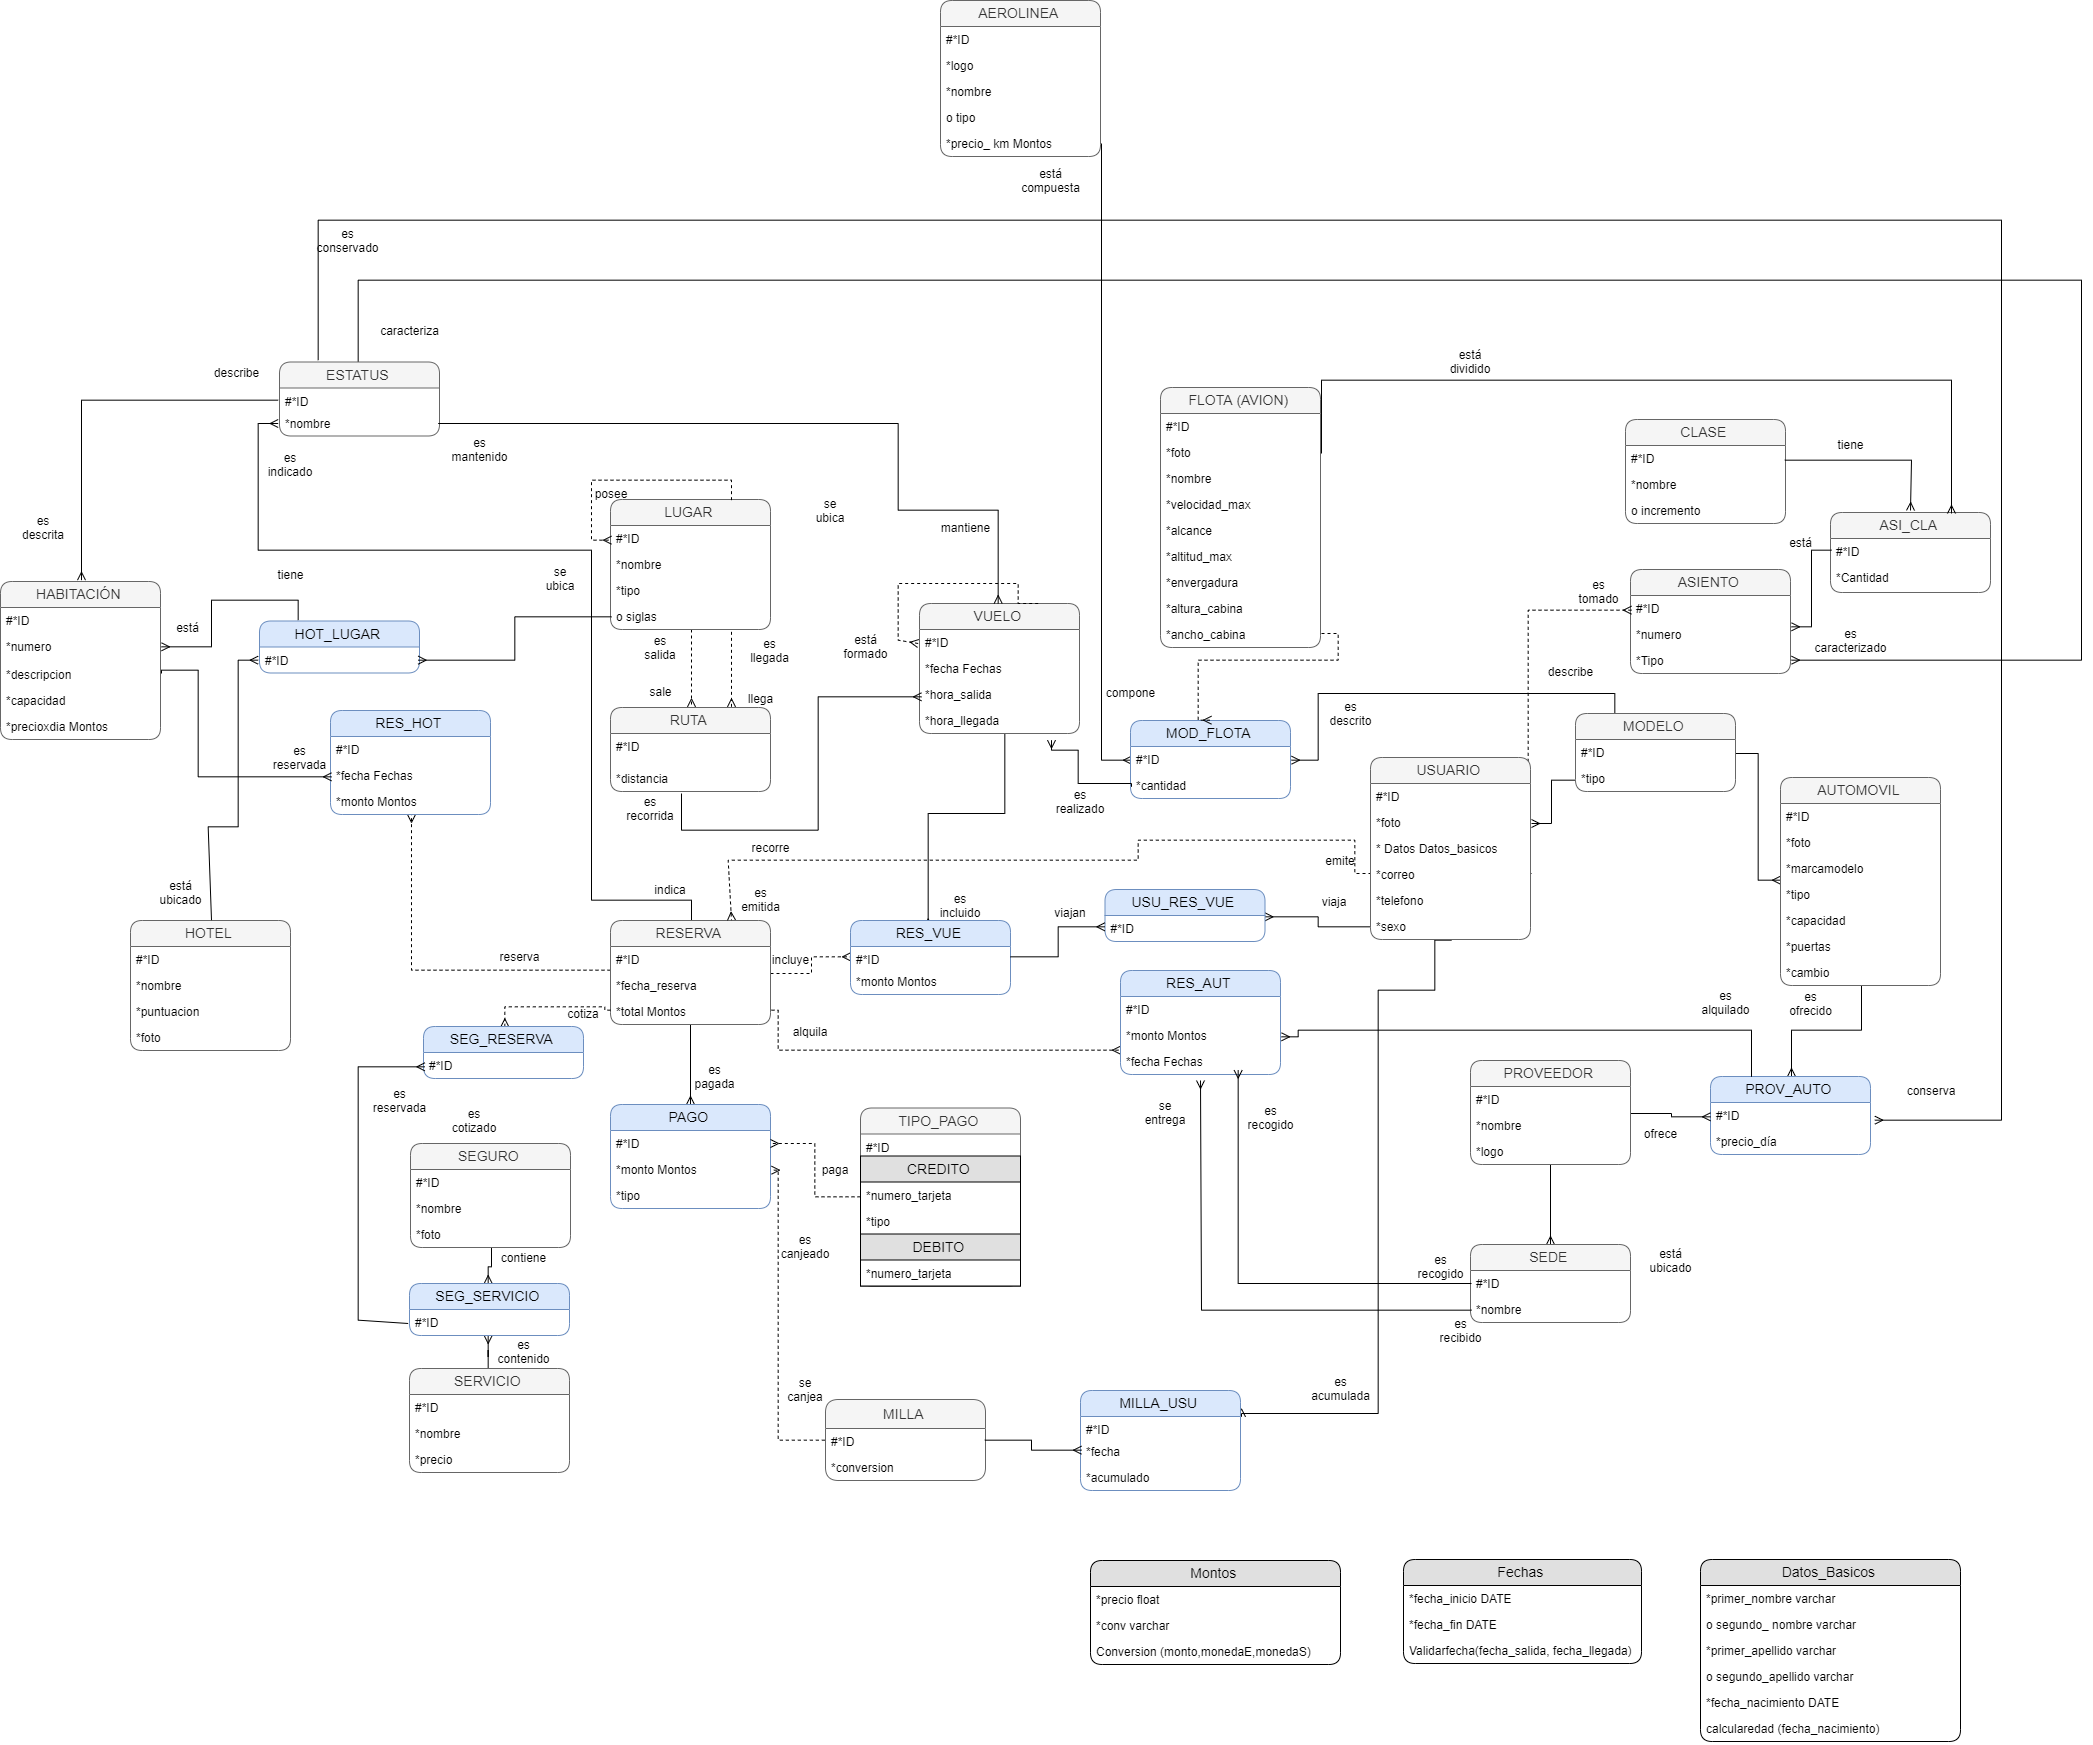 AEROLINEA
#*ID
*logo
*nombre
o tipo
*precio_ km Montos
está
compuesta
es
conservado
caracteriza
describe
ESTATUS
#*ID
*nombre
es
indicado
es
mantenido
es
descrita
HABITACIÓN
#*ID
*numero
*descripcion
*capacidad
*precioxdia Montos
tiene
está
HOT_LUGAR
#*ID
se
ubica
posee
LUGAR
#*ID
*nombre
*tipo
o siglas
es
salida
es
llegada
sale
llega
RUTA
#*ID
*distancia
es
recorrida
se
ubica
mantiene
está
formado
VUELO
#*ID
*fecha Fechas
*hora_salida
*hora_llegada
FLOTA (AVION)
#*ID
*foto
*nombre
*velocidad_max
*alcance
*altitud_max
*envergadura
*altura_cabina
*ancho_cabina
está
dividido
CLASE
#*ID
*nombre
o incremento
tiene
ASI_CLA
#*ID
*Cantidad
está
ASIENTO
#*ID
*numero
*Tipo
es
tomado
es
caracterizado
describe
compone
MOD_FLOTA
#*ID
*cantidad
es
descrito
es
realizado
MODELO
#*ID
*tipo
USUARIO
#*ID
*foto
* Datos Datos_basicos
*correo
*telefono
*sexo
emite
AUTOMOVIL
#*ID
*foto
*marcamodelo
*tipo
*capacidad
*puertas
*cambio
RES_HOT
#*ID
*fecha Fechas
*monto Montos
es
reservada
está
ubicado
HOTEL
#*ID
*nombre
*puntuacion
*foto
reserva
indica
recorre
es
emitida
RESERVA
#*ID
*fecha_reserva
*total Montos
incluye
es
incluido
RES_VUE
#*ID
*monto Montos
viajan
USU_RES_VUE
#*ID
viaja
RES_AUT
#*ID
*monto Montos
*fecha Fechas
alquila
es
alquilado
es
ofrecido
cotiza
SEG_RESERVA
#*ID
es
reservada
es
cotizado
SEGURO
#*ID
*nombre
*foto
contiene
SEG_SERVICIO
#*ID
es
contenido
SERVICIO
#*ID
*nombre
*precio
es
pagada
PAGO
#*ID
*monto Montos
*tipo
paga
TIPO_PAGO
#*ID
CREDITO
*numero_tarjeta
*tipo
DEBITO
*numero_tarjeta
es
canjeado
se
canjea
MILLA
#*ID
*conversion
MILLA_USU
#*ID
*fecha
*acumulado
es
acumulada
se
entrega
es
recogido
PROVEEDOR
#*ID
*nombre
*logo
ofrece
PROV_AUTO
#*ID
*precio_día
conserva
es
recogido
SEDE
#*ID
*nombre
está
ubicado
es
recibido
Montos
*precio float
*conv varchar
Conversion (monto,monedaE,monedaS)
Fechas
*fecha_inicio DATE
*fecha_fin DATE
Validarfecha(fecha_salida, fecha_llegada)
Datos_Basicos
*primer_nombre varchar
o segundo_ nombre varchar
*primer_apellido varchar
o segundo_apellido varchar
*fecha_nacimiento DATE
calcularedad (fecha_nacimiento)